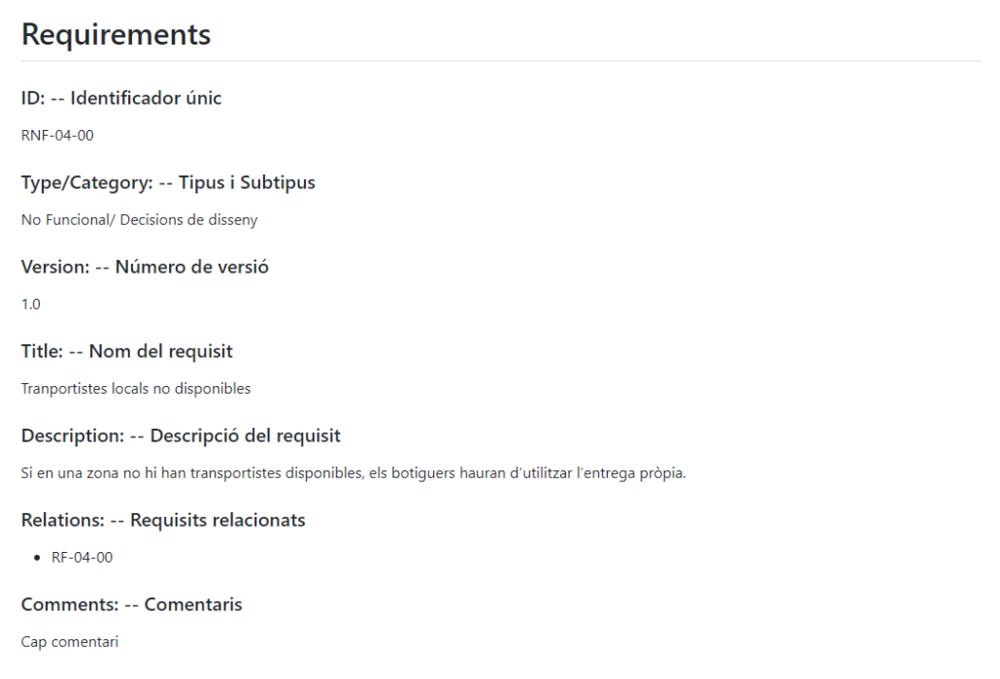 Requirements
ID: -- Identificador únic
RNF-04-00
Type/Category: -- Tipus i Subtipus
No Funcional/ Decisions de disseny
Version: -- Número de versió
1.0
Title: -- Nom del requisit
Tranportistes locals no disponibles
Description: -- Descripció del requisit
Si en una zona no hi han transportistes disponibles, els botiguers hauran d'utilitzar l'entrega pròpia.
Relations: -- Requisits relacionats
• RF-04-00
Comments: -- Comentaris
Cap comentari